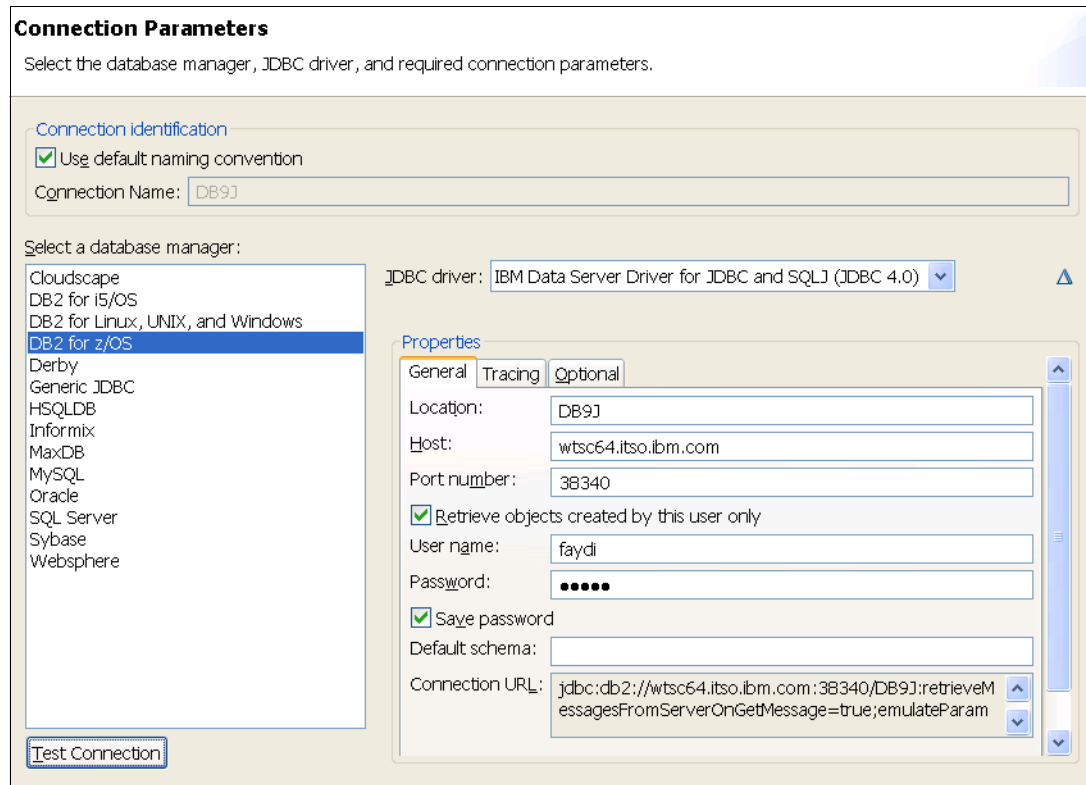 Connection Parameters
Select the database manager, JDBC driver, and required connection parameters.
Connection identification
Use default naming convention
Connection Name: DB9J
Select a database manager:
Cloudscape
DB2 for i5/OS
DB2 for Linux, UNIX, and Windows
DB2 for z/OS
Derby
Generic JDBC
HSQLDB
Informix
MaxDB
MySQL
Oracle
SQL Server
Sybase
Websphere
Test Connection
JDBC driver: IBM Data Server Driver for JDBC and SQLJ (JDBC 4.0)
Properties
General Tracing Optional
Location: DB9J
Host: wtsc64.itso.ibm.com
Port number: 38340
Retrieve objects created by this user only
User name: faydi
Password: •••••
Save password
Default schema:
Connection URL: jdbc:db2://wtsc64.itso.ibm.com:38340/DB9J:retrieveM
essagesFromServerOnGetMessage=true;emulateParam